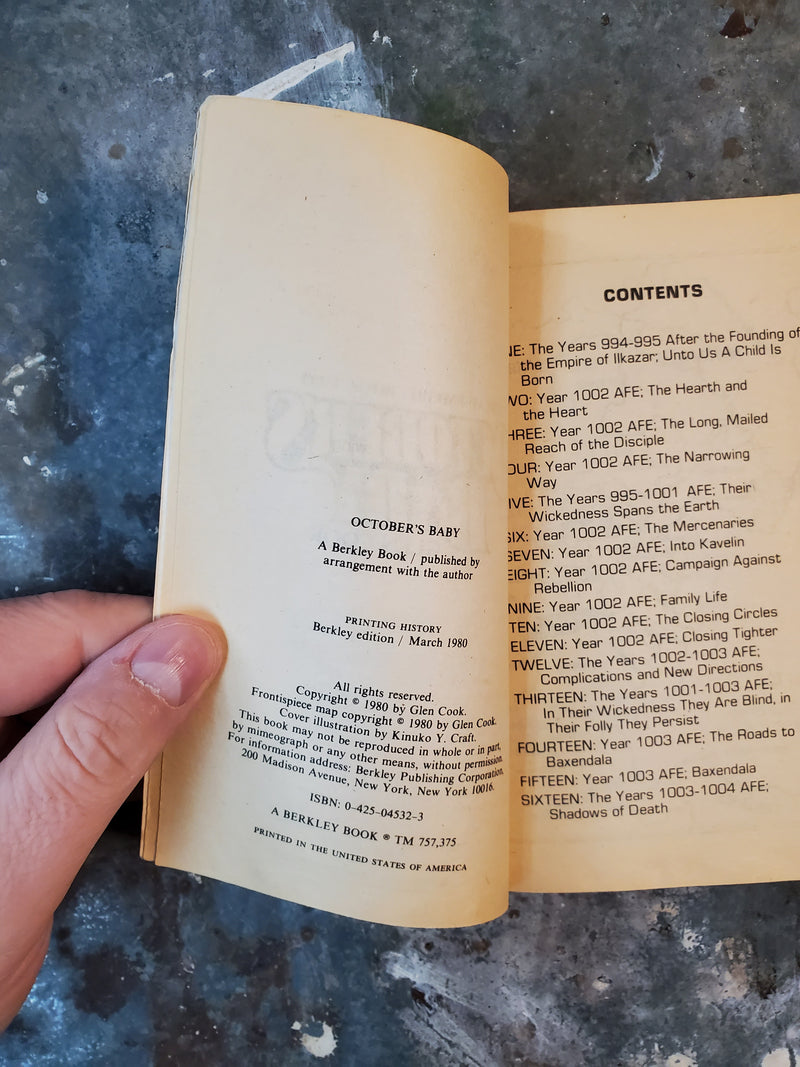 OCTOBER'S BABY
A Berkley Book / published by
arrangement with the author
PRINTING HISTORY
Berkley edition / March 1980
All rights reserved.
Copyright © 1980 by Glen Cook.
Frontispiece map copyright © 1980 by Glen Cook.
Cover illustration by Kinuko Y. Craft.
This book may not be reproduced in whole or in part,
by mimeograph or any other means, without permission.
For information address: Berkley Publishing Corporation,
200 Madison Avenue, New York, New York 10016.
ISBN: 0-425-04532-3
A BERKLEY BOOK ® TM 757,375
PRINTED IN THE UNITED STATES OF AMERICA
CONTENTS
NE: The Years 994-995 After the Founding of
the Empire of Ilkazar; Unto Us A Child Is
Born
WO: Year 1002 AFE; The Hearth and
the Heart
HREE: Year 1002 AFE; The Long, Mailed
Reach of the Disciple
OUR: Year 1002 AFE; The Narrowing
Way
IVE: The Years 995-1001 AFE; Their
Wickedness Spans the Earth
SIX: Year 1002 AFE; The Mercenaries
SEVEN: Year 1002 AFE; Into Kavelin
EIGHT: Year 1002 AFE; Campaign Against
Rebellion
NINE: Year 1002 AFE; Family Life
TEN: Year 1002 AFE; The Closing Circles
ELEVEN: Year 1002 AFE; Closing Tighter
TWELVE: The Years 1002-1003 AFE;
Complications and New Directions
THIRTEEN: The Years 1001-1003 AFE;
In Their Wickedness They Are Blind, in
Their Folly They Persist
FOURTEEN: Year 1003 AFE; The Roads to
Baxendala
FIFTEEN: Year 1003 AFE; Baxendala
SIXTEEN: The Years 1003-1004 AFE;
Shadows of Death